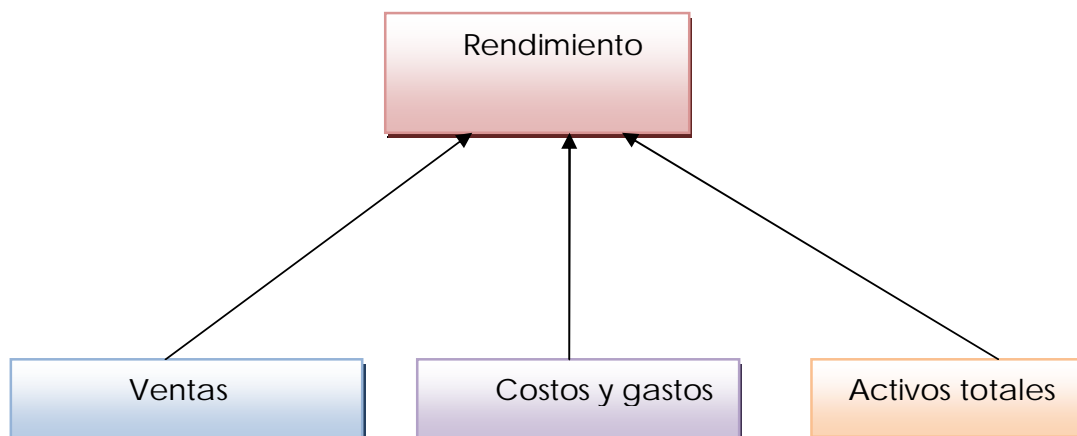 Rendimiento
Ventas
Costos y gastos
Activos totales